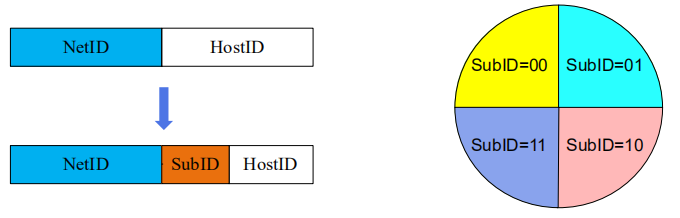 NetID HostID
NetID SubID HostID
SubID=00 SubID=01
SubID=11 SubID=10